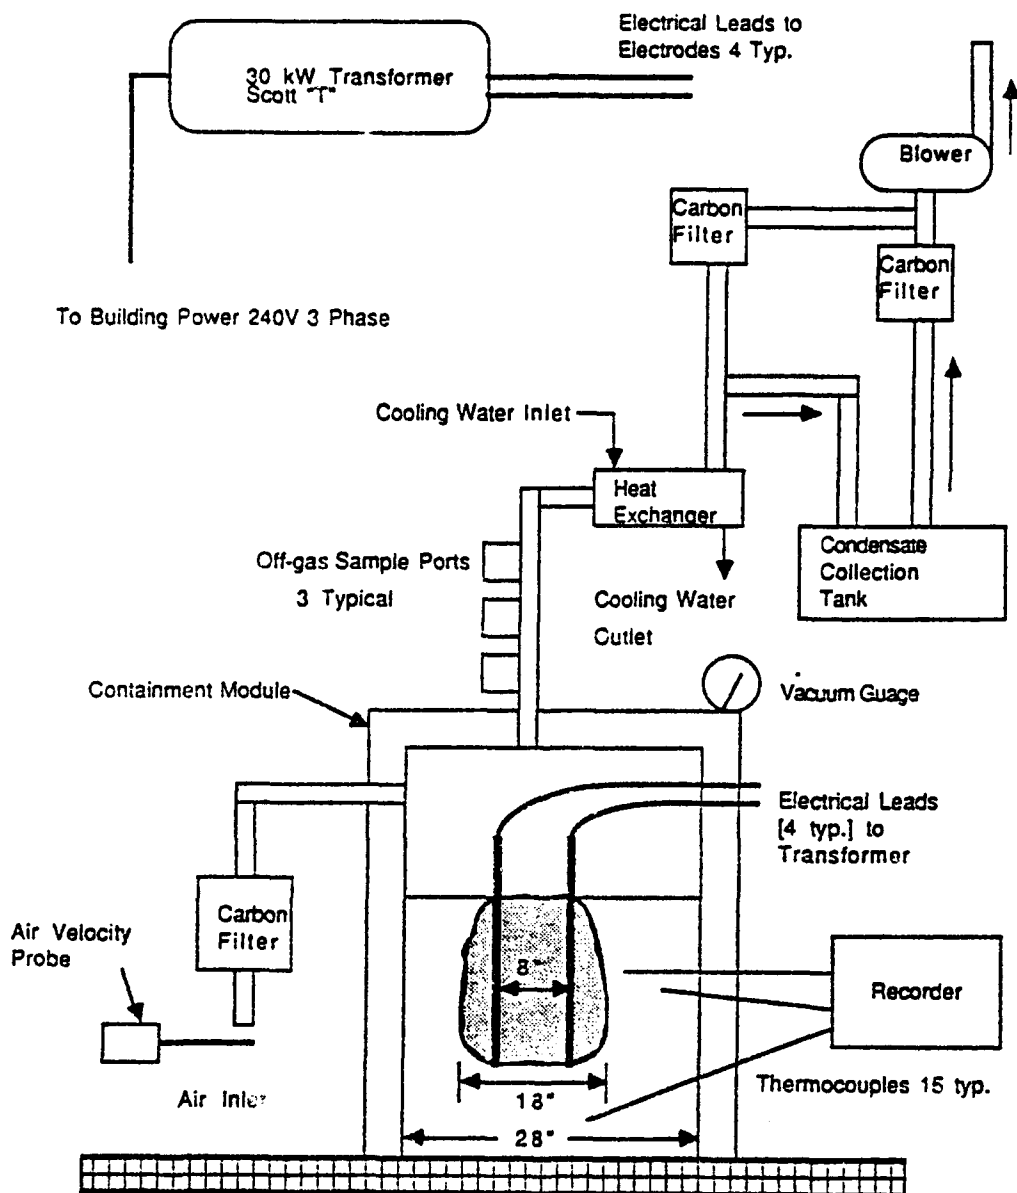 Electrical Leads to
Electrodes 4 Typ.
30 kW Transformer
Scott "T"
Blower
Carbon
Filter
Carbon
Filter
To Building Power 240V 3 Phase
Cooling Water Inlet
Heat
Exchanger
Condensate
Collection
Tank
Off-gas Sample Ports
3 Typical
Cooling Water
Outlet
Containment Module
Vacuum Guage
Electrical Leads
[4 typ.] to
Transformer
Carbon
Filter
Air Velocity
Probe
8"
Recorder
Air Inlet
18"
Thermocouples 15 typ.
28"